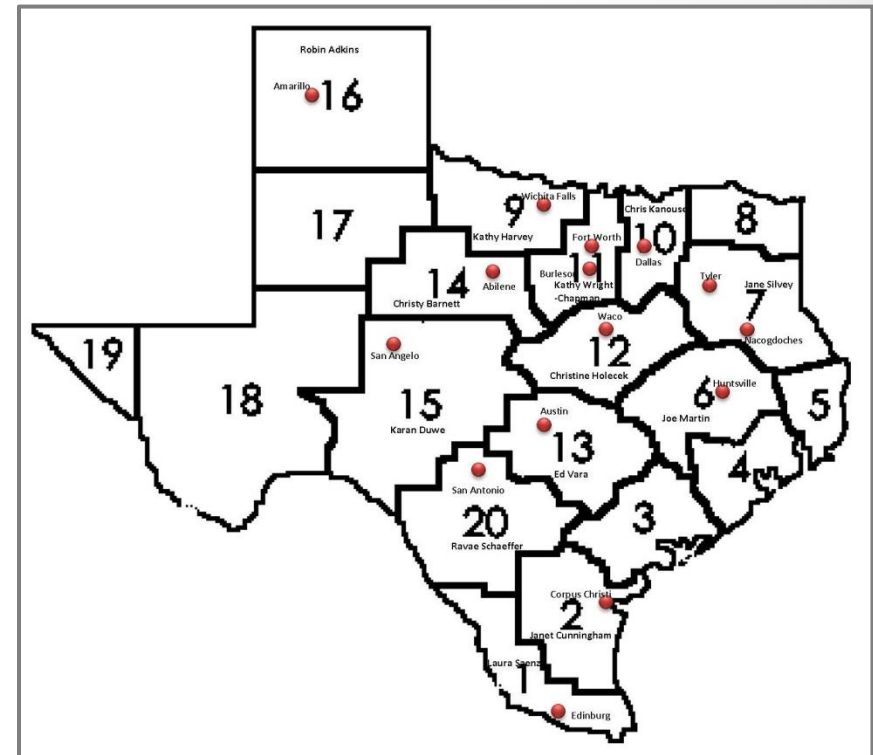 Robin Adkins
Amarillo
16
17
Wichita Falls
9
Kathy Harvey
Chris Kanouse
10
Dallas
8
Fort Worth
11
Burleson
Kathy Wright
-Chapman
14
Abilene
Christy Barnett
Tyler
Jane Silvey
7
Nacogdoches
Waco
12
Christine Holecek
19
18
San Angelo
15
Karan Duwe
Huntsville
6
Joe Martin
5
Austin
13
Ed Vara
4
San Antonio
20
Ravae Schaeffer
3
Corpus Christi
2
Janet Cunningham
Laura Saenz
1
Edinburg